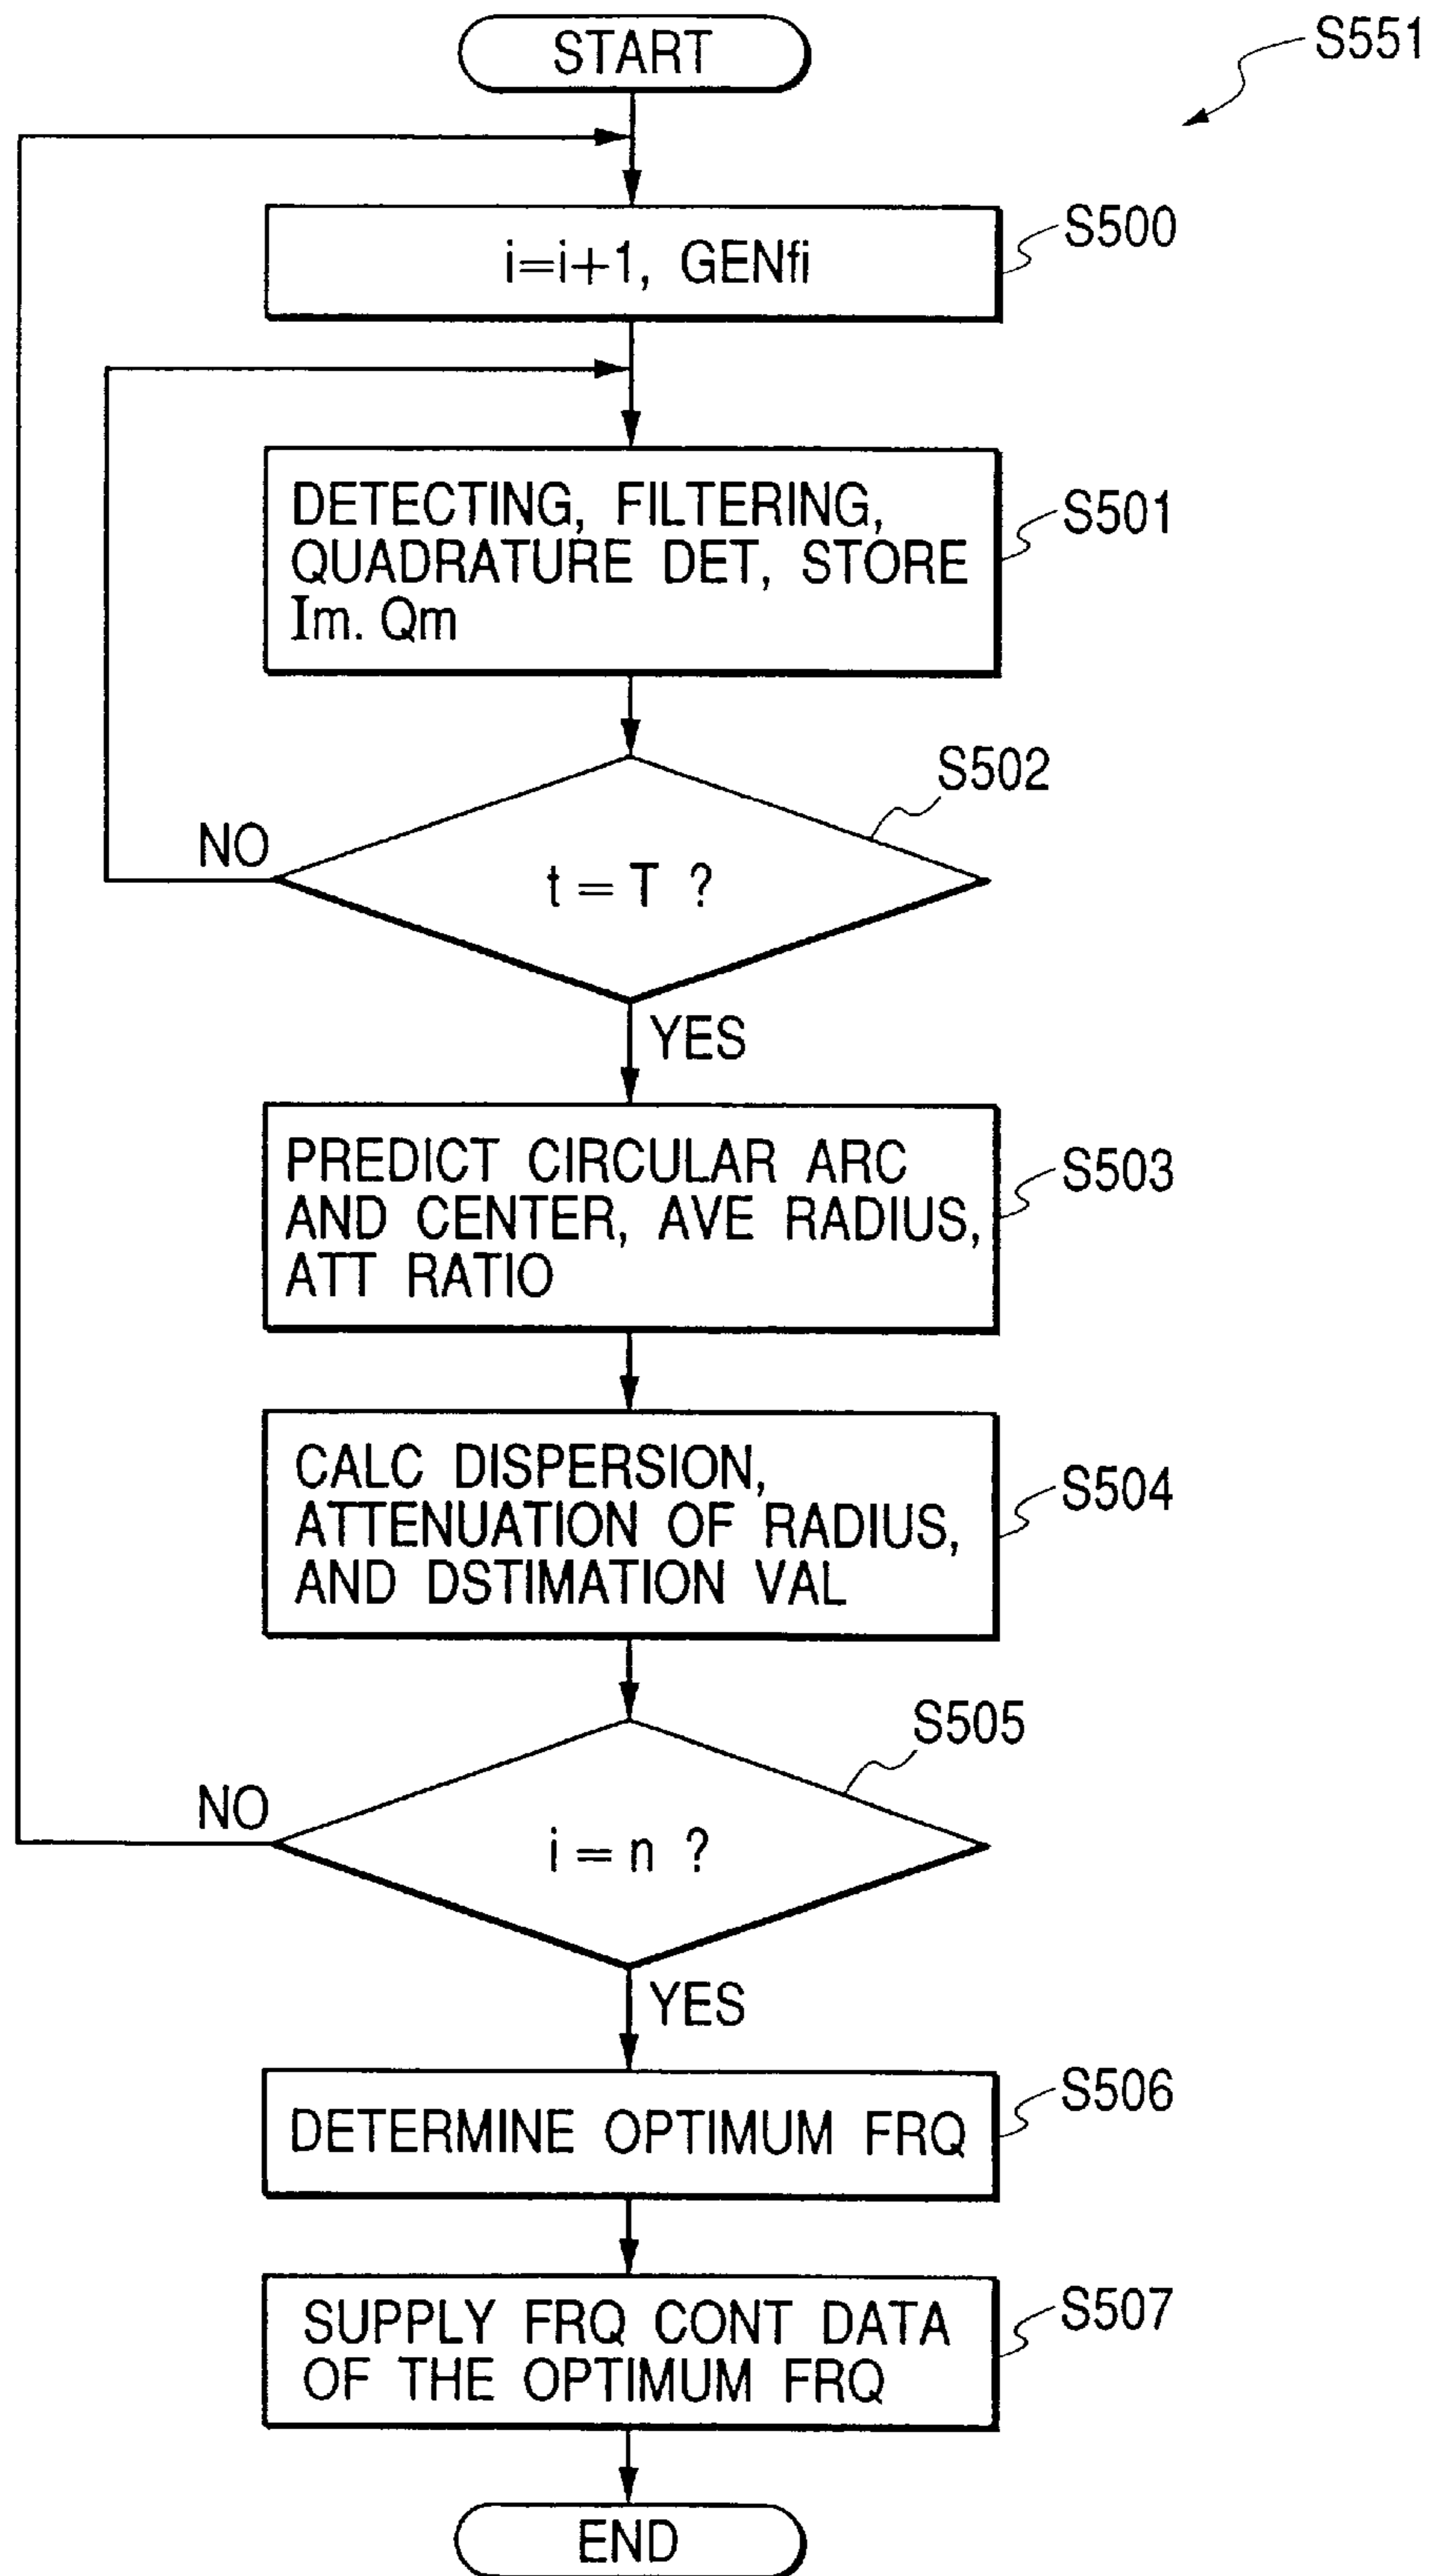 START
S551
i=i+1, GENfi
S500
DETECTING, FILTERING,
QUADRATURE DET, STORE
Im. Qm
S501
S502
t = T ?
NO
YES
PREDICT CIRCULAR ARC
AND CENTER, AVE RADIUS,
ATT RATIO
S503
CALC DISPERSION,
ATTENUATION OF RADIUS,
AND DSTIMATION VAL
S504
S505
i = n ?
NO
YES
DETERMINE OPTIMUM FRQ
S506
SUPPLY FRQ CONT DATA
OF THE OPTIMUM FRQ
S507
END